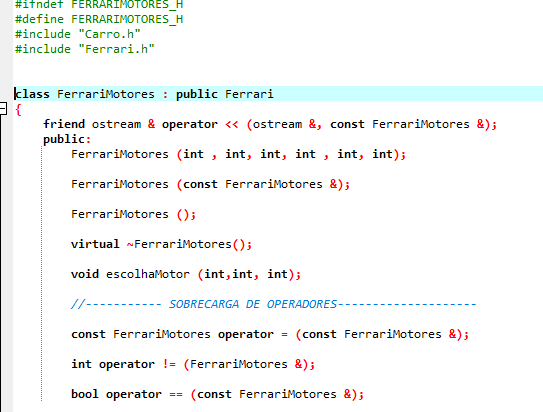 #ifndef FERRARIMOTORES_H
#define FERRARIMOTORES_H
#include "Carro.h"
#include "Ferrari.h"
class FerrariMotores : public Ferrari
{
friend ostream & operator << (ostream &, const FerrariMotores &);
public:
FerrariMotores (int , int, int, int , int, int);
FerrariMotores (const FerrariMotores &);
FerrariMotores ();
virtual ~FerrariMotores();
void escolhaMotor (int,int, int);
//----------- SOBRECARGA DE OPERADORES--------------------
const FerrariMotores operator = (const FerrariMotores &);
int operator != (FerrariMotores &);
bool operator == (const FerrariMotores &);